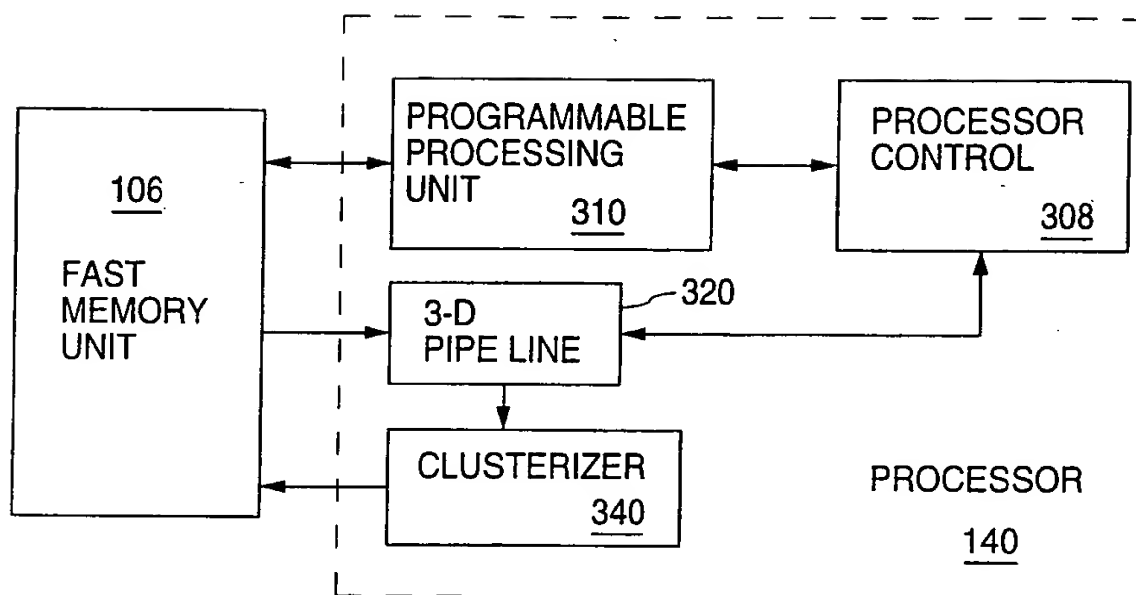 106
FAST
MEMORY
UNIT
PROGRAMMABLE
PROCESSING
UNIT
310
PROCESSOR
CONTROL
308
3-D
PIPE LINE
320
CLUSTERIZER
340
PROCESSOR
140